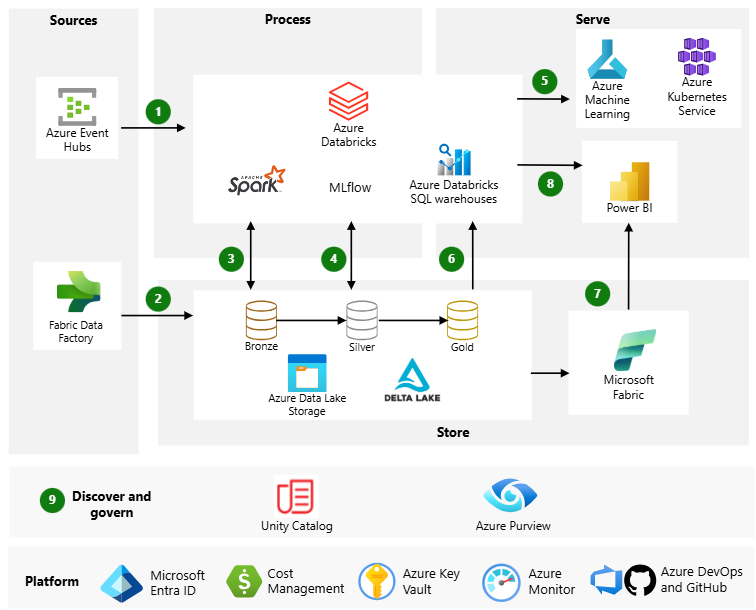 Sources
Process
Serve
Azure Event
Hubs
1
Azure
Databricks
APACHE
Spark
MLflow
Azure Databricks
SQL warehouses
5
Azure
Machine
Learning
Azure
Kubernetes
Service
8
Power BI
3
4
6
7
Fabric Data
Factory
2
Bronze
Silver
Gold
Azure Data Lake
Storage
DELTA LAKE
Microsoft
Fabric
Store
9
Discover and
govern
Unity Catalog
Azure Purview
Platform
Microsoft
Entra ID
$
Cost
Management
Azure Key
Vault
Azure
Monitor
Azure DevOps
and GitHub